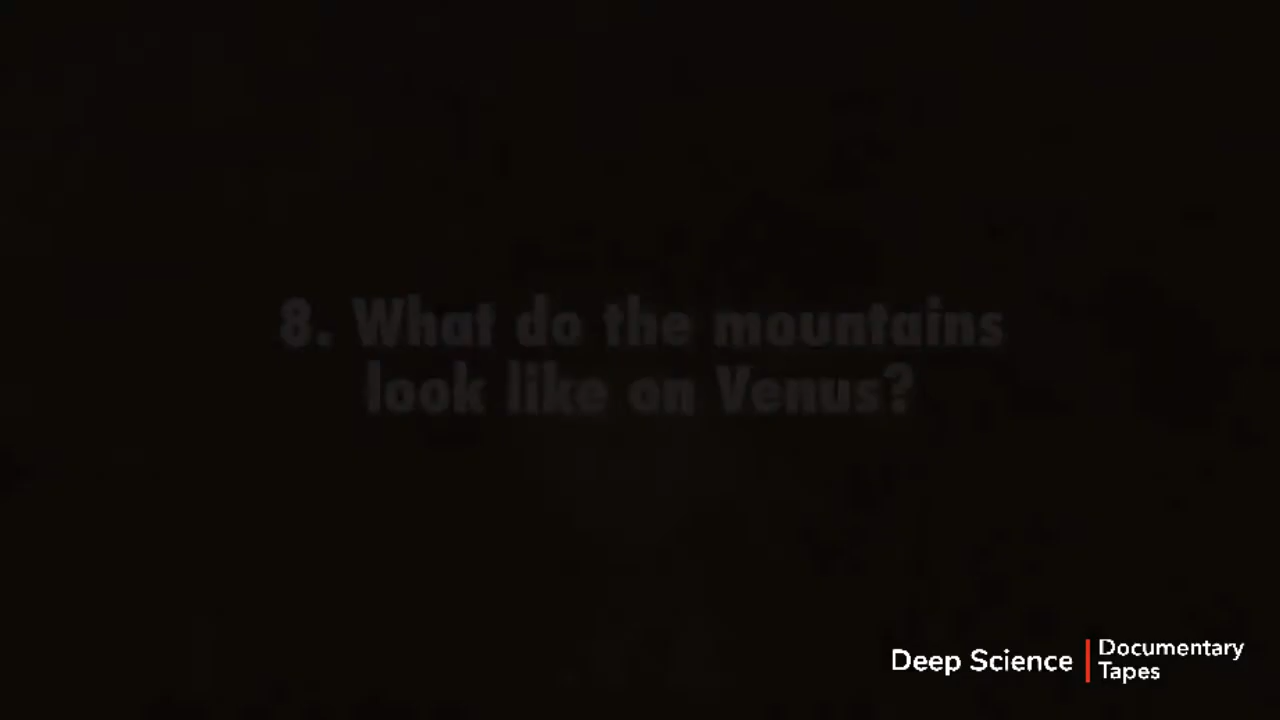 8. What do the mountains
look like on Venus?
Deep Science
Documentary
Tapes